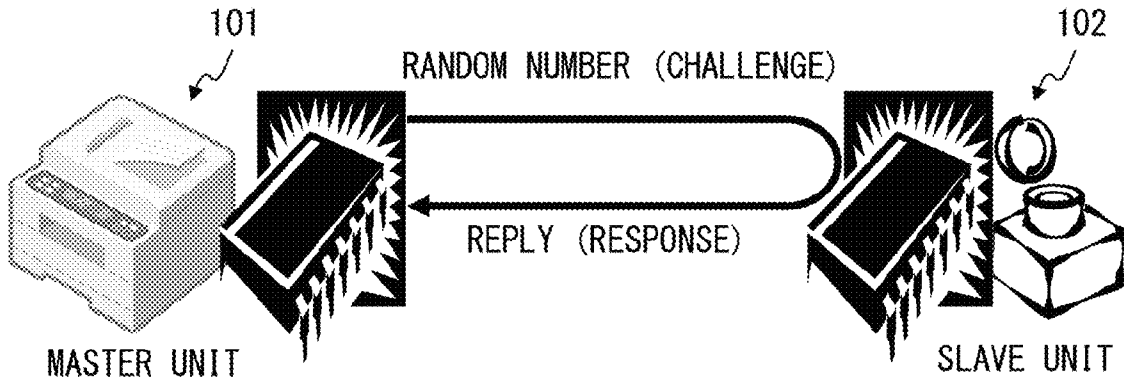 101
102
RANDOM NUMBER (CHALLENGE)
REPLY (RESPONSE)
MASTER UNIT
SLAVE UNIT